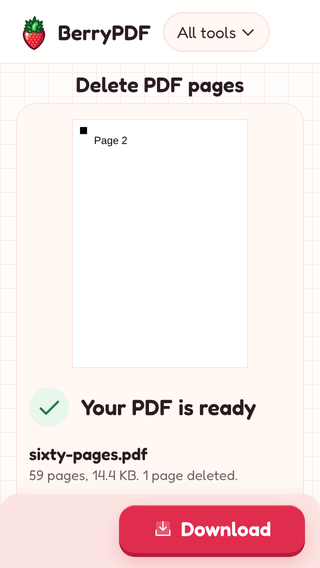 BerryPDF
All tools
Delete PDF pages
Page 2
Your PDF is ready
sixty-pages.pdf
59 pages, 14.4 KB. 1 page deleted.
Download